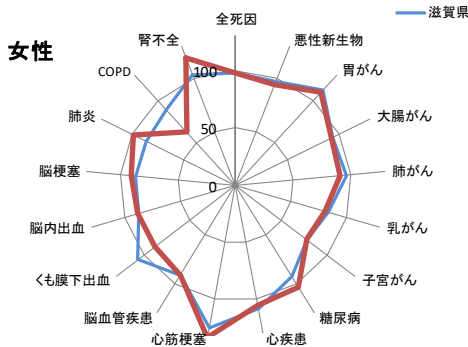 滋賀県
女性
全死因
悪性新生物
胃がん
大腸がん
肺がん
乳がん
子宮がん
糖尿病
心疾患
心筋梗塞
脳血管疾患
くも膜下出血
脳内出血
脳梗塞
肺炎
COPD
腎不全
100
50
0